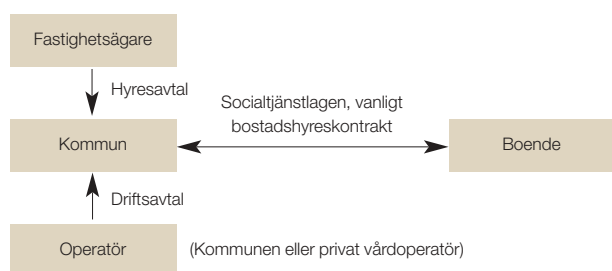 Fastighetsägare
Hyresavtal
Socialtjänstlagen, vanligt
bostadshyreskontrakt
Kommun
Boende
Driftsavtal
Operatör
(Kommunen eller privat vårdoperatör)